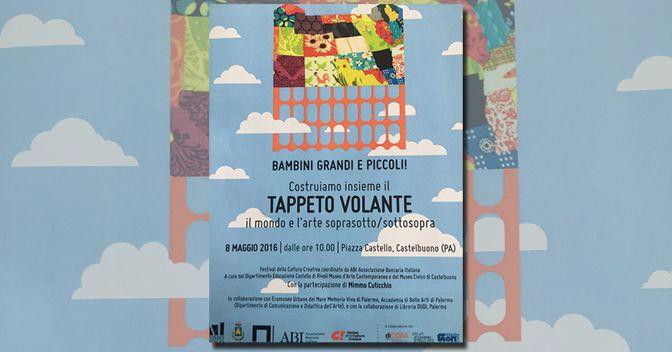 BAMBINI GRANDI E PICCOLI!
Costruiamo insieme il
TAPPETO VOLANTE
il mondo e l'arte soprasotto/sottosopra
8 MAGGIO 2016 | dalle ore 10.00 | Piazza Castello, Castelbuono (PA)
Festival della Cultura Creativa coordinato da ABI Associazione Bancaria Italiana
A cura del Dipartimento Educazione Castello di Rivoli Museo d'Arte Contemporanea e del Museo Civico di Castelbuono
Con la partecipazione di Mimmo Cuticchio
In collaborazione con Ecomuseo Urbano del Mare Memoria Viva di Palermo, Accademia di Belle Arti di Palermo
(Dipartimento di Comunicazione e Didattica dell'Arte), e con la collaborazione di Libreria DUDI, Palermo
ABI